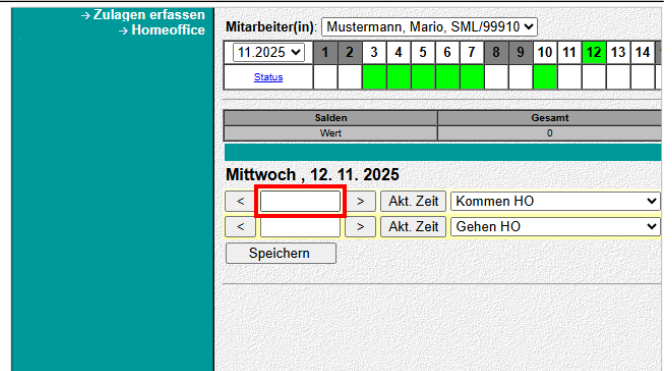 → Zulagen erfassen
→ Homeoffice
Mitarbeiter(in): Mustermann, Mario, SML/99910
11.2025 1 2 3 4 5 6 7 8 9 10 11 12 13 14
Status
Salden Gesamt
Wert 0
Mittwoch , 12. 11. 2025
< > Akt. Zeit Kommen HO
< > Akt. Zeit Gehen HO
Speichern